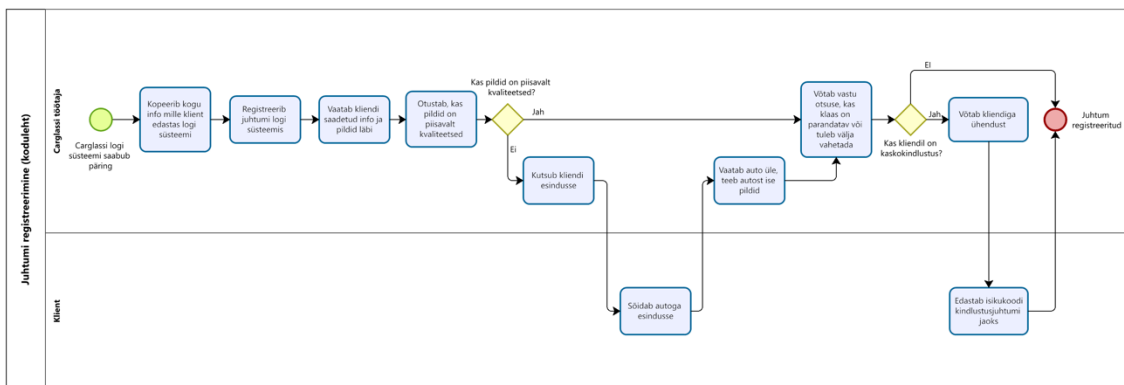 Juhtumi registreerimine (koduleht)
Carglassi töötaja
Klient
Carglassi logi
süsteemi saabub
päring
Kopeerib kogu
info mille klient
edastas logi
süsteemi
Registreerib
juhtumi logi
süsteemis
Vaatab kliendi
saadetud info ja
pildid läbi
Otustab, kas
pildid on
piisavalt
kvaliteetsed
Kas pildid on piisavalt
kvaliteetsed?
Jah
Ei
Kutsub kliendi
esindusse
Sõidab autoga
esindusse
Vaatab auto üle,
teeb autost ise
pildid
Võtab vastu
otsuse, kas
klaas on
parandatav või
tuleb välja
vahetada
Kas kliendil on
kaskokindlustus?
EI
Jah
Võtab kliendiga
ühendust
Edastab isikukoodi
kindlustusjuhtumi
jaoks
Juhtum
registreeritud